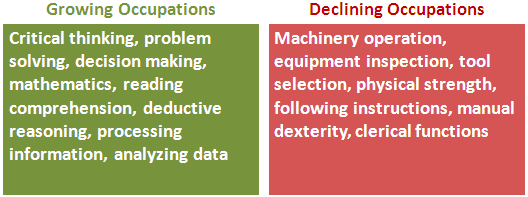 Growing Occupations
Critical thinking, problem
solving, decision making,
mathematics, reading
comprehension, deductive
reasoning, processing
information, analyzing data
Declining Occupations
Machinery operation,
equipment inspection, tool
selection, physical strength,
following instructions, manual
dexterity, clerical functions